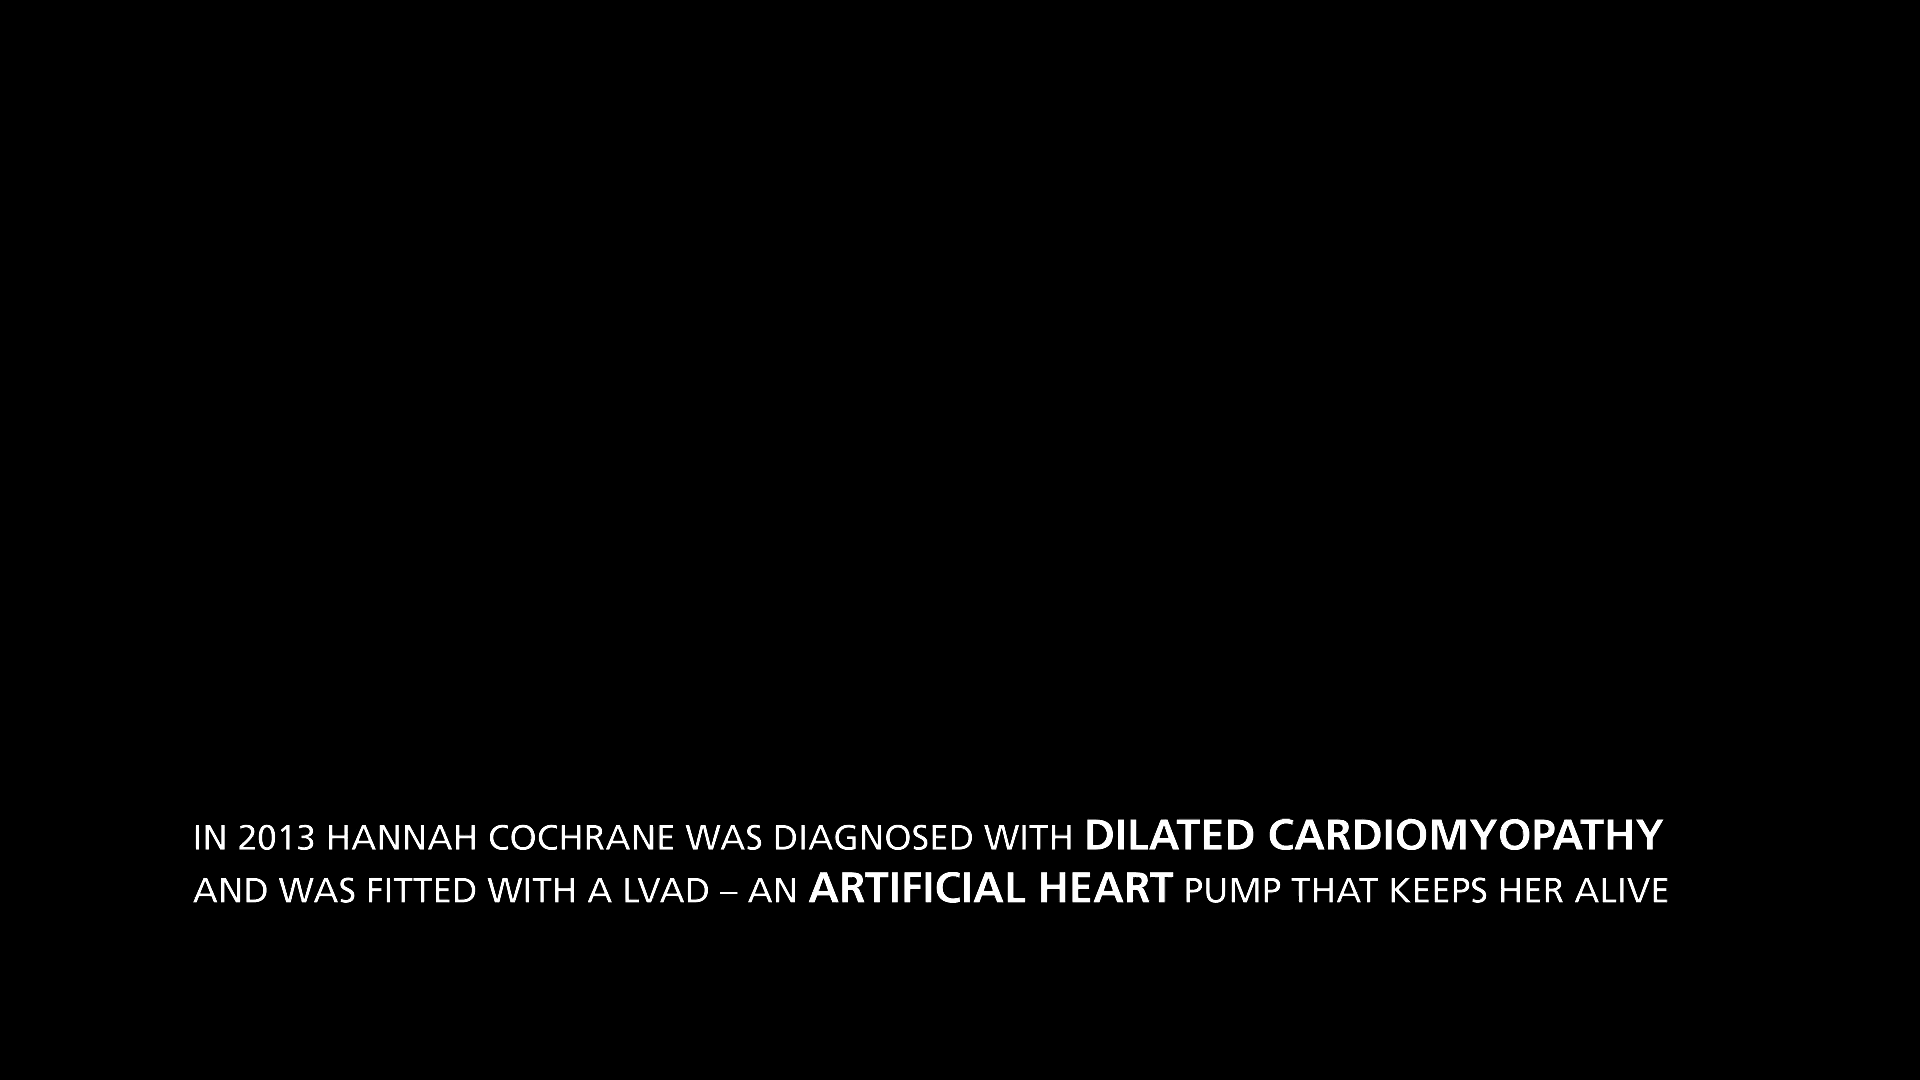 IN 2013 HANNAH COCHRANE WAS DIAGNOSED WITH DILATED CARDIOMYOPATHY
AND WAS FITTED WITH A LVAD – AN ARTIFICIAL HEART PUMP THAT KEEPS HER ALIVE